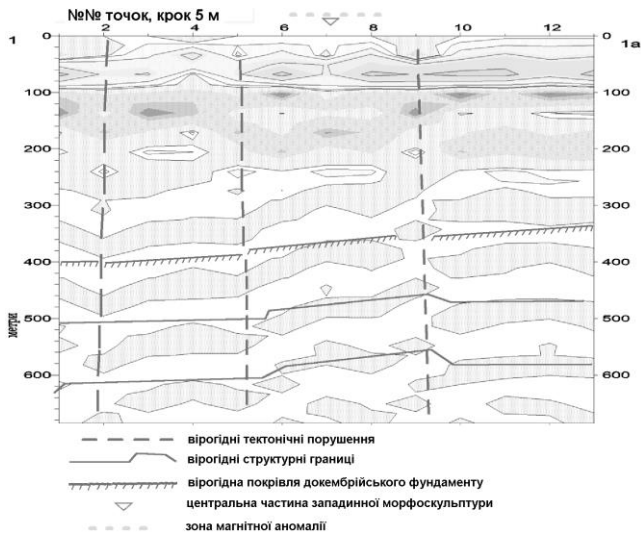 №№ точок, крок 5 м
1 0 2 4 6 8 10 12 0 1а
100 100
200 200
300 300
400 400
500 500
600 600
метри
вірогідні тектонічні порушення
вірогідні структурні границі
вірогідна покрівля докембрійського фундаменту
центральна частина западинної морфоскульптури
зона магнітної аномалії